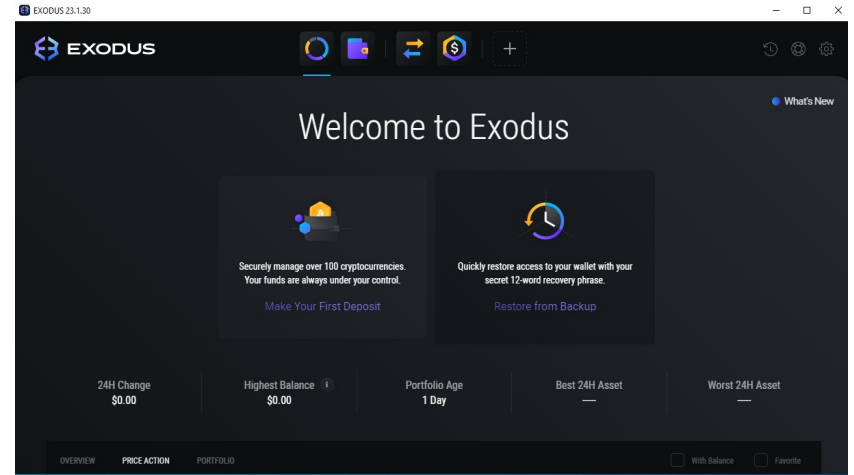 EXODUS 23.1.30
EXODUS
What's New
Welcome to Exodus
Securely manage over 100 cryptocurrencies.
Your funds are always under your control.
Make Your First Deposit
Quickly restore access to your wallet with your
secret 12-word recovery phrase.
Restore from Backup
24H Change
$0.00
Highest Balance i
$0.00
Portfolio Age
1 Day
Best 24H Asset
—
Worst 24H Asset
—
OVERVIEW PRICE ACTION PORTFOLIO With Balance Favorite